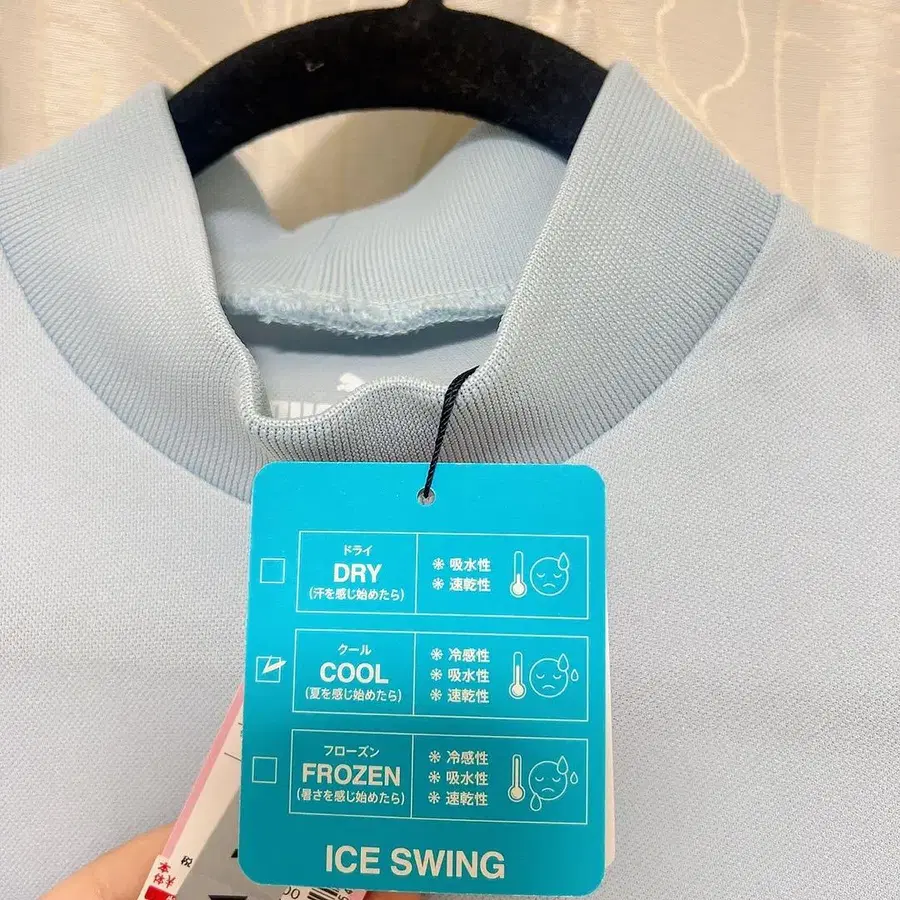 ドライ
DRY
(汗を感じ始めたら)
❊ 吸水性
❊ 速乾性
クール
COOL
(夏を感じ始めたら)
❊ 冷感性
❊ 吸水性
❊ 速乾性
フローズン
FROZEN
(暑さを感じ始めたら)
❊ 冷感性
❊ 吸水性
❊ 速乾性
ICE SWING